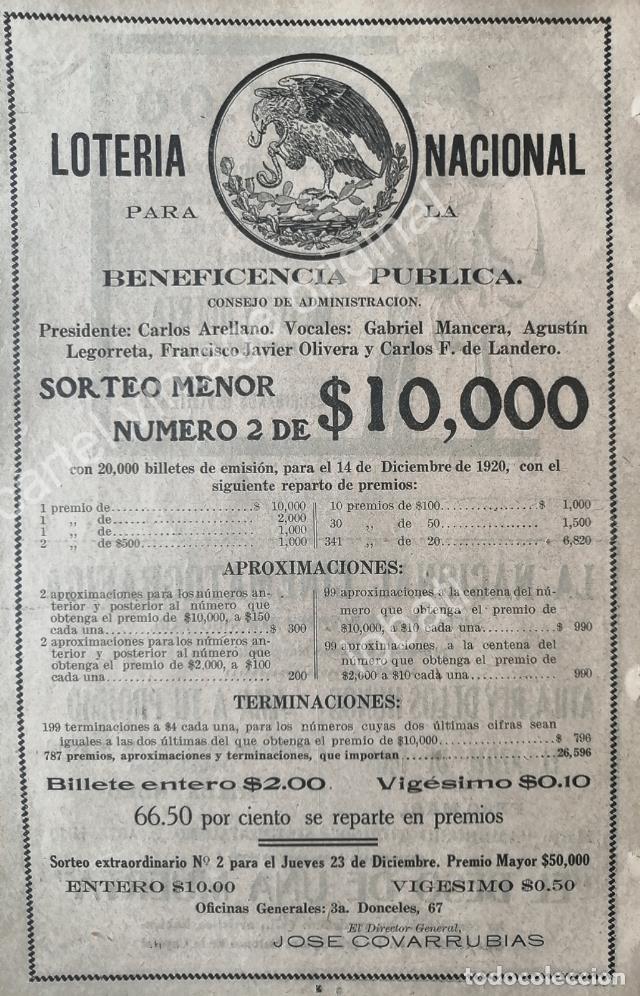 LOTERIA NACIONAL
PARA LA
BENEFICENCIA PUBLICA.
CONSEJO DE ADMINISTRACION.
Presidente: Carlos Arellano. Vocales: Gabriel Mancera, Agustín
Legorreta, Francisco Javier Olivera y Carlos F. de Landero.
SORTEO MENOR
NUMERO 2 DE $10,000
con 20,000 billetes de emisión, para el 14 de Diciembre de 1920, con el
siguiente reparto de premios:
1 premio de........................$ 10,000
1 ,, de........................ 2,000
1 ,, de........................ 1,000
2 ,, de $500........................ 1,000
10 premios de $100................$ 1,000
30 ,, de 50................ 1,500
341 ,, de 20................ 6,820
APROXIMACIONES:
2 aproximaciones para los números an-
terior y posterior al número que
obtenga el premio de $10,000, a $150
cada una........................$ 300
2 aproximaciones para los números an-
terior y posterior al número que
obtenga el premio de $2,000, a $100
cada una........................ 200
99 aproximaciones a la centena del nú-
mero que obtenga el premio de
$10,000, a $10 cada una............$ 990
99 aproximaciones, a la centena del
número que obtenga el premio de
$2,000 a $10 cada una............ 990
TERMINACIONES:
199 terminaciones a $4 cada una, para los números cuyas dos últimas cifras sean
iguales a las dos últimas del que obtenga el premio de $10,000....................$ 796
787 premios, aproximaciones y terminaciones, que importan....................26,596
Billete entero $2.00. Vigésimo $0.10
66.50 por ciento se reparte en premios
Sorteo extraordinario Nº 2 para el Jueves 23 de Diciembre. Premio Mayor $50,000
ENTERO $10.00 VIGESIMO $0.50
Oficinas Generales: 3a. Donceles, 67
El Director General,
JOSE COVARRUBIAS
todocoleccion